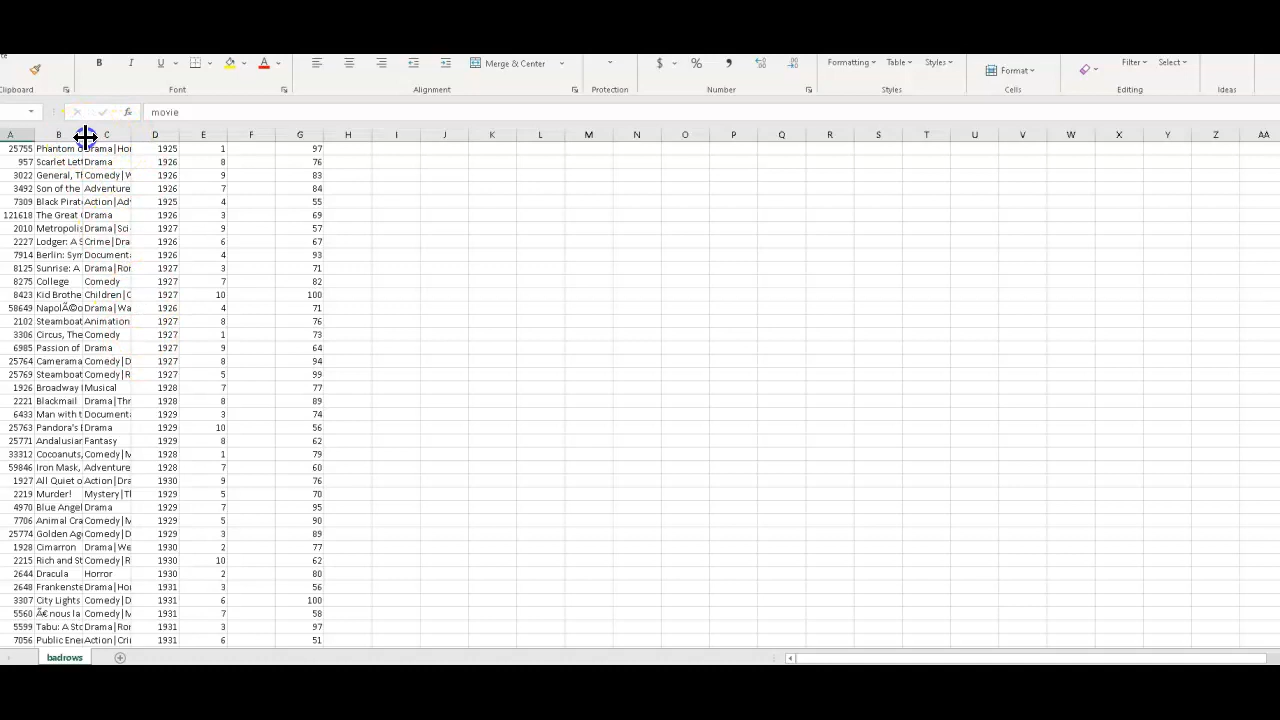 Merge & Center
$ % ,
Formatting Table Styles
Format
Filter Select
B I U A
Clipboard Font Alignment Protection Number Styles Cells Editing Ideas
fx movie
A B C D E F G H I J K L M N O P Q R S T U V W X Y Z AA
25755 Phantom Drama|Hor 1925 1 97
957 Scarlet Lett Drama 1926 8 76
3022 General, Th Comedy|W 1926 9 83
3492 Son of the Adventure 1926 7 84
7309 Black Pirat Action|Adv 1925 4 55
121618 The Great Drama 1926 3 69
2010 Metropolis Drama|Sci 1927 9 57
2227 Lodger: A S Crime|Dra 1926 6 67
7914 Berlin: Sym Documenta 1926 4 93
8125 Sunrise: A Drama|Ror 1927 3 71
8275 College Comedy 1927 7 82
8423 Kid Brothe Children|C 1927 10 100
58649 NapolÃ©o Drama|Wa 1926 4 71
2102 Steamboat Animation 1927 8 76
3306 Circus, The Comedy 1927 1 73
6985 Passion of Drama 1927 9 64
25764 Camerama Comedy|D 1927 8 94
25769 Steamboat Comedy|R 1927 5 99
1926 Broadway Musical 1928 7 77
2221 Blackmail Drama|Thr 1928 8 89
6433 Man with t Documenta 1929 3 74
25763 Pandora's Drama 1929 10 56
25771 Andalusiar Fantasy 1929 8 62
33312 Cocoanuts, Comedy|M 1928 1 79
59846 Iron Mask, Adventure 1928 7 60
1927 All Quiet o Action|Dra 1930 9 76
2219 Murder! Mystery|Th 1929 5 70
4970 Blue Angel Drama 1929 7 95
7706 Animal Cra Comedy|M 1929 5 90
25774 Golden Age Comedy|D 1929 3 89
1928 Cimarron Drama|We 1930 2 77
2215 Rich and St Comedy|R 1930 10 62
2644 Dracula Horror 1930 2 80
2648 Frankenste Drama|Hor 1931 3 56
3307 City Lights Comedy|D 1931 6 100
5560 Ã€ nous la Comedy|M 1931 7 58
5599 Tabu: A Sto Drama|Ror 1931 3 97
7056 Public Ener Action|Cri 1931 6 51
badrows